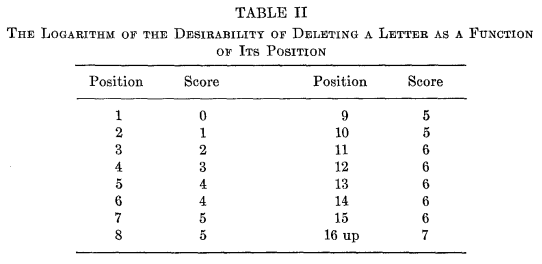 TABLE II
THE LOGARITHM OF THE DESIRABILITY OF DELETING A LETTER AS A FUNCTION
OF ITS POSITION
Position Score Position Score
1 0 9 5
2 1 10 5
3 2 11 6
4 3 12 6
5 4 13 6
6 4 14 6
7 5 15 6
8 5 16 up 7